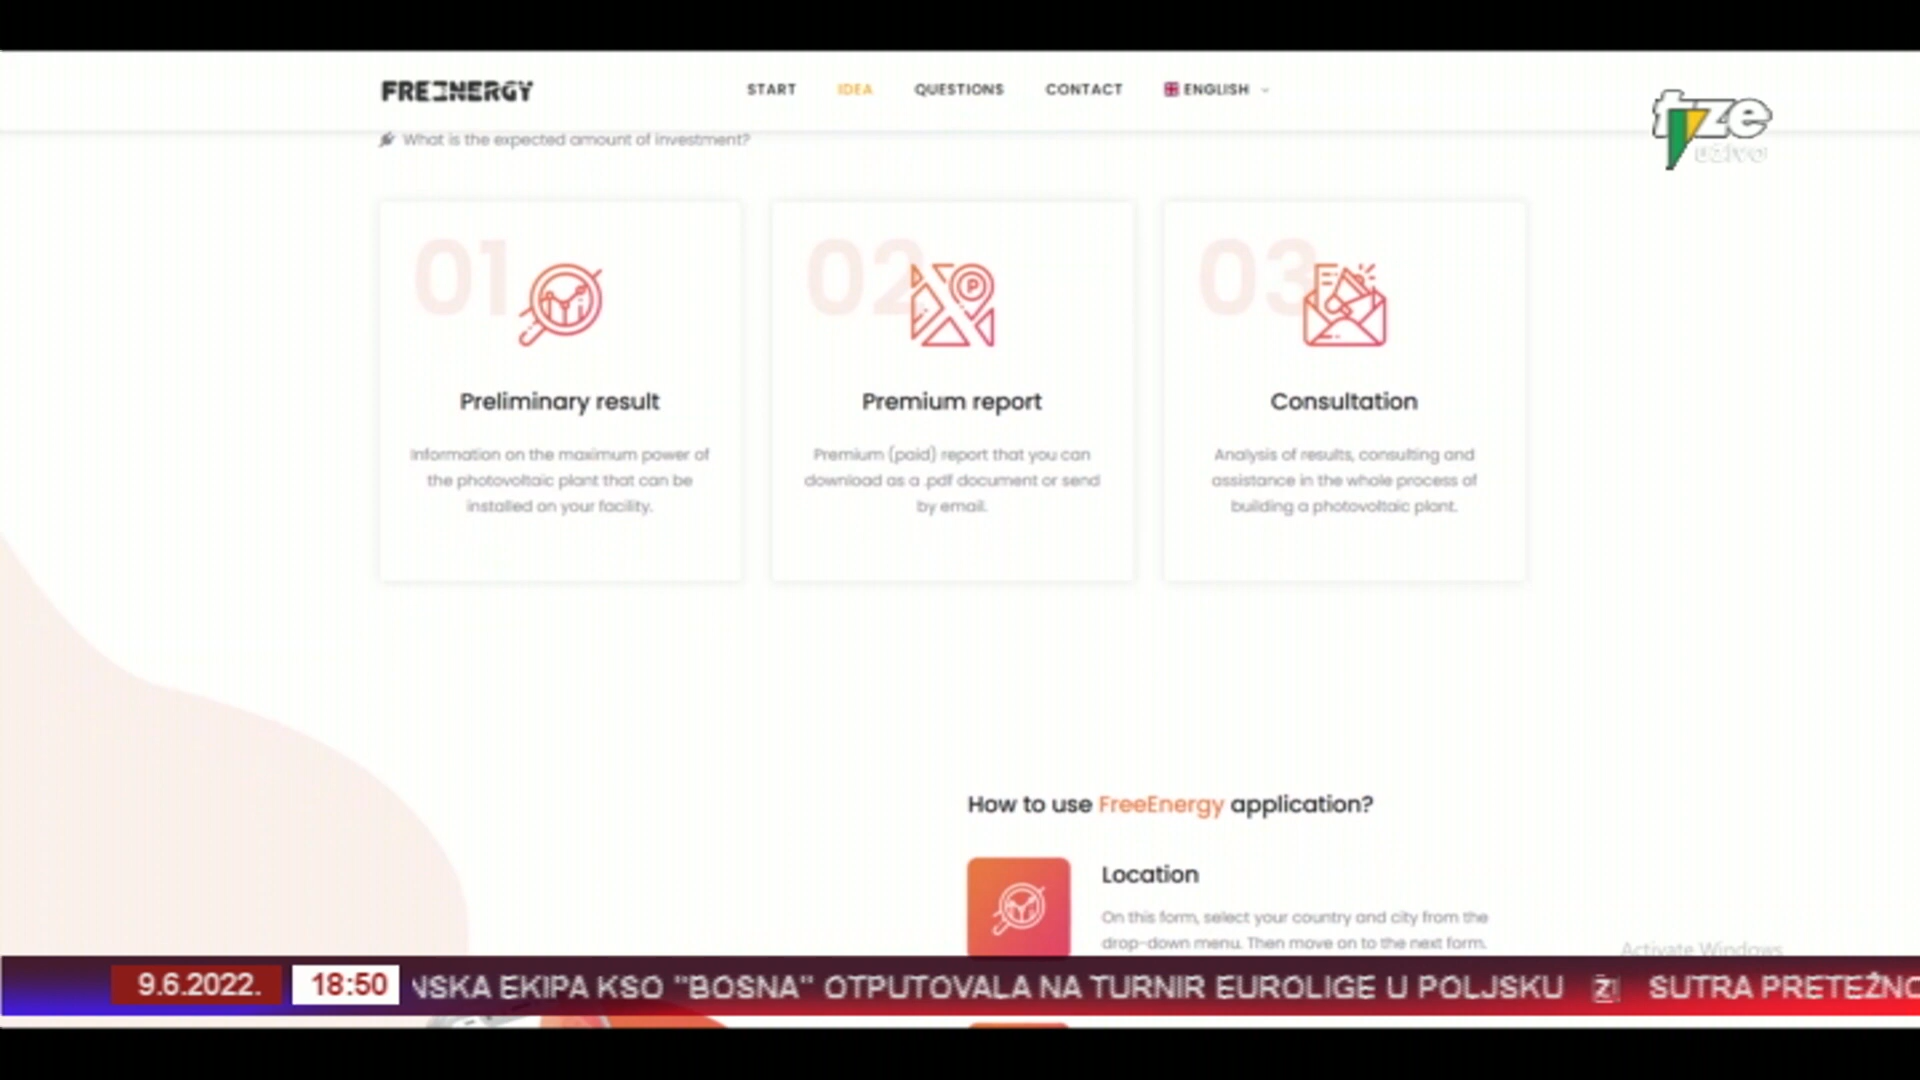 FREENERGY
START IDEA QUESTIONS CONTACT ENGLISH
tvze
uživo
What is the expected amount of investment?
01
Preliminary result
Information on the maximum power of
the photovoltaic plant that can be
installed on your facility.
02
P
Premium report
Premium (paid) report that you can
download as a .pdf document or send
by email.
03
Consultation
Analysis of results, consulting and
assistance in the whole process of
building a photovoltaic plant.
How to use FreeEnergy application?
Location
On this form, select your country and city from the
drop-down menu. Then move on to the next form.
Activate Windows
9.6.2022. 18:50 NSKA EKIPA KSO "BOSNA" OTPUTOVALA NA TURNIR EUROLIGE U POLJSKU SUTRA PRETEŽNO